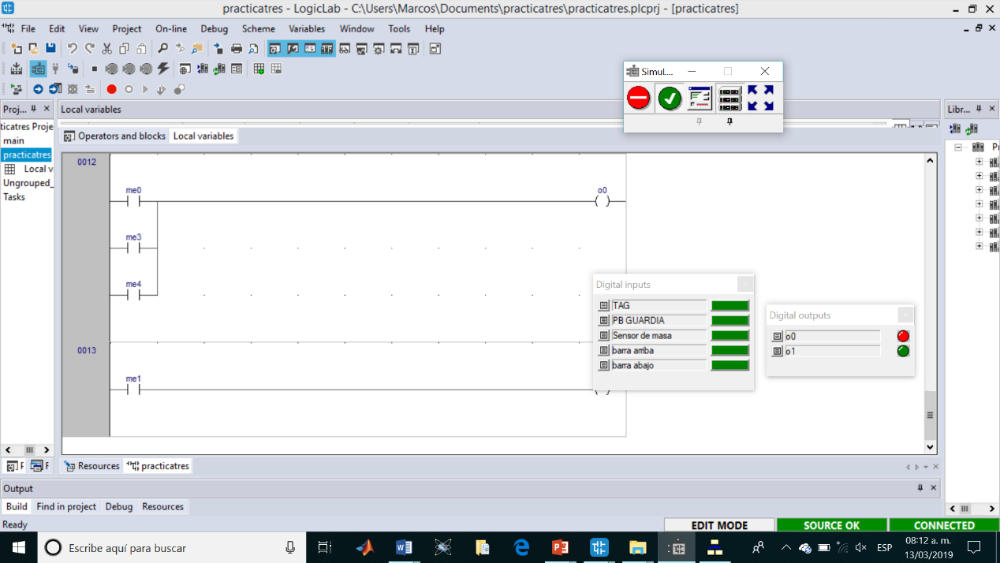 practicatres - LogicLab - C:\Users\Marcos\Documents\practicatres\practicatres.plcprj - [practicatres]
File Edit View Project On-line Debug Scheme Variables Window Tools Help
Simul...
Proj...
Local variables
Libr...
ticatres Proje
main
practicatres
Local v
Ungrouped_
Tasks
Operators and blocks
Local variables
0012
me0
o0
me3
me4
0013
me1
Digital inputs
TAG
PB GUARDIA
Sensor de masa
barra arriba
barra abajo
Digital outputs
o0
o1
Resources
practicatres
Output
Build Find in project Debug Resources
Ready
EDIT MODE
SOURCE OK
CONNECTED
Escribe aquí para buscar
ESP
08:12 a. m.
13/03/2019